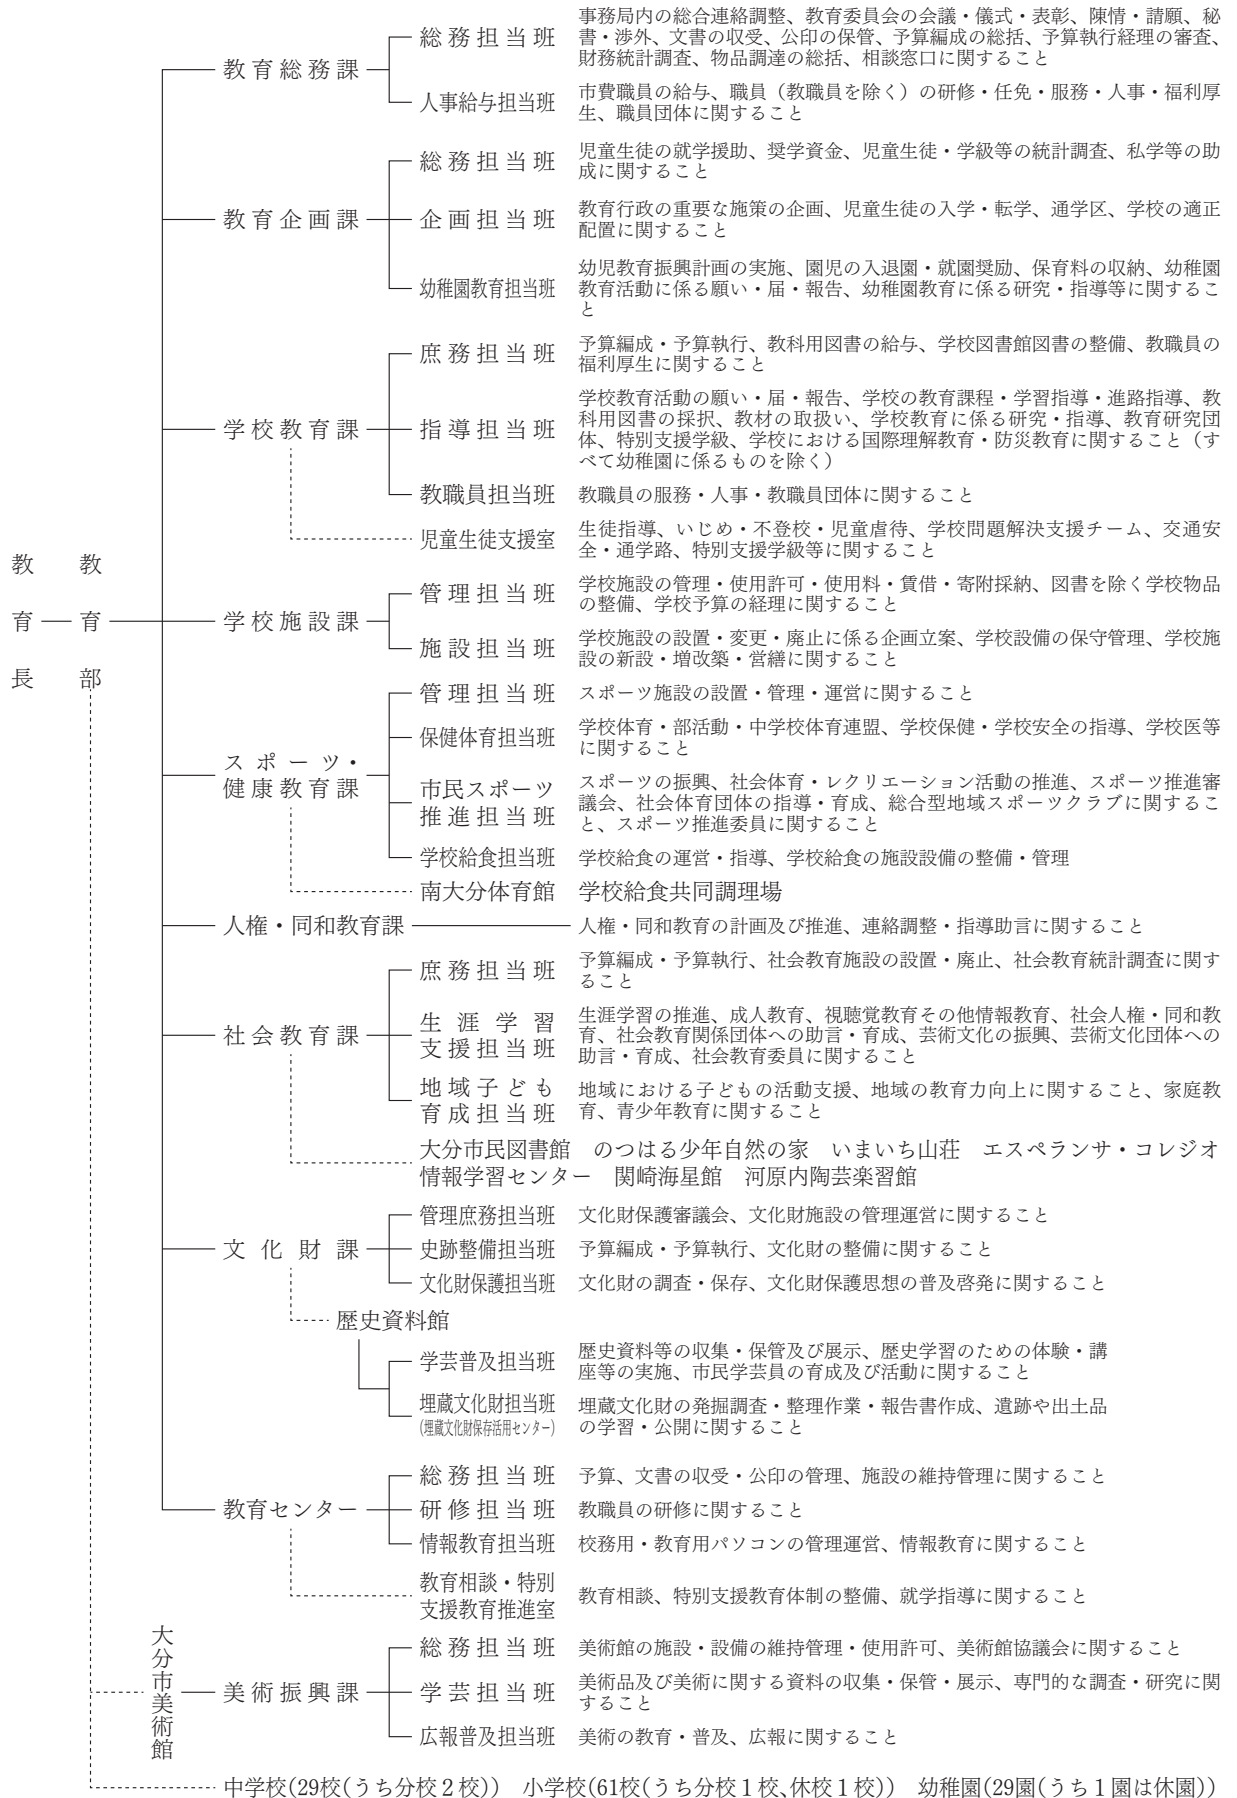 教育長
教育部
教育総務課
総務担当班
事務局内の総合連絡調整、教育委員会の会議・儀式・表彰、陳情・請願、秘
書・渉外、文書の収受、公印の保管、予算編成の総括、予算執行経理の審査、
財務統計調査、物品調達の総括、相談窓口に関すること
人事給与担当班
市費職員の給与、職員（教職員を除く）の研修・任免・服務・人事・福利厚
生、職員団体に関すること
教育企画課
総務担当班
児童生徒の就学援助、奨学資金、児童生徒・学級等の統計調査、私学等の助
成に関すること
企画担当班
教育行政の重要な施策の企画、児童生徒の入学・転学、通学区、学校の適正
配置に関すること
幼稚園教育担当班
幼児教育振興計画の実施、園児の入退園・就園奨励、保育料の収納、幼稚園
教育活動に係る願い・届・報告、幼稚園教育に係る研究・指導等に関するこ
と
学校教育課
庶務担当班
予算編成・予算執行、教科用図書の給与、学校図書館図書の整備、教職員の
福利厚生に関すること
指導担当班
学校教育活動の願い・届・報告、学校の教育課程・学習指導・進路指導、教
科用図書の採択、教材の取扱い、学校教育に係る研究・指導、教育研究団
体、特別支援学級、学校における国際理解教育・防災教育に関すること（す
べて幼稚園に係るものを除く）
教職員担当班
教職員の服務・人事・教職員団体に関すること
児童生徒支援室
生徒指導、いじめ・不登校・児童虐待、学校問題解決支援チーム、交通安
全・通学路、特別支援学級等に関すること
学校施設課
管理担当班
学校施設の管理・使用許可・使用料・賃借・寄附採納、図書を除く学校物品
の整備、学校予算の経理に関すること
施設担当班
学校施設の設置・変更・廃止に係る企画立案、学校設備の保守管理、学校施
設の新設・増改築・営繕に関すること
スポーツ・
健康教育課
管理担当班
スポーツ施設の設置・管理・運営に関すること
保健体育担当班
学校体育・部活動・中学校体育連盟、学校保健・学校安全の指導、学校医等
に関すること
市民スポーツ
推進担当班
スポーツの振興、社会体育・レクリエーション活動の推進、スポーツ推進審
議会、社会体育団体の指導・育成、総合型地域スポーツクラブに関するこ
と、スポーツ推進委員に関すること
学校給食担当班
学校給食の運営・指導、学校給食の施設設備の整備・管理
南大分体育館　学校給食共同調理場
人権・同和教育課
人権・同和教育の計画及び推進、連絡調整・指導助言に関すること
社会教育課
庶務担当班
予算編成・予算執行、社会教育施設の設置・廃止、社会教育統計調査に関す
ること
生涯学習
支援担当班
生涯学習の推進、成人教育、視聴覚教育その他情報教育、社会人権・同和教
育、社会教育関係団体への助言・育成、芸術文化の振興、芸術文化団体への
助言・育成、社会教育委員に関すること
地域子ども
育成担当班
地域における子どもの活動支援、地域の教育力向上に関すること、家庭教
育、青少年教育に関すること
大分市民図書館　のつはる少年自然の家　いまいち山荘　エスペランサ・コレジオ
情報学習センター　関崎海星館　河原内陶芸楽習館
文化財課
管理庶務担当班
文化財保護審議会、文化財施設の管理運営に関すること
史跡整備担当班
予算編成・予算執行、文化財の整備に関すること
文化財保護担当班
文化財の調査・保存、文化財保護思想の普及啓発に関すること
歴史資料館
学芸普及担当班
歴史資料等の収集・保管及び展示、歴史学習のための体験・講
座等の実施、市民学芸員の育成及び活動に関すること
埋蔵文化財担当班
(埋蔵文化財保存活用センター)
埋蔵文化財の発掘調査・整理作業・報告書作成、遺跡や出土品
の学習・公開に関すること
教育センター
総務担当班
予算、文書の収受・公印の管理、施設の維持管理に関すること
研修担当班
教職員の研修に関すること
情報教育担当班
校務用・教育用パソコンの管理運営、情報教育に関すること
教育相談・特別
支援教育推進室
教育相談、特別支援教育体制の整備、就学指導に関すること
大分市美術館
美術振興課
総務担当班
美術館の施設・設備の維持管理・使用許可、美術館協議会に関すること
学芸担当班
美術品及び美術に関する資料の収集・保管・展示、専門的な調査・研究に関
すること
広報普及担当班
美術の教育・普及、広報に関すること
中学校(29校(うち分校２校))　小学校(61校(うち分校１校、休校１校))　幼稚園(29園(うち１園は休園))